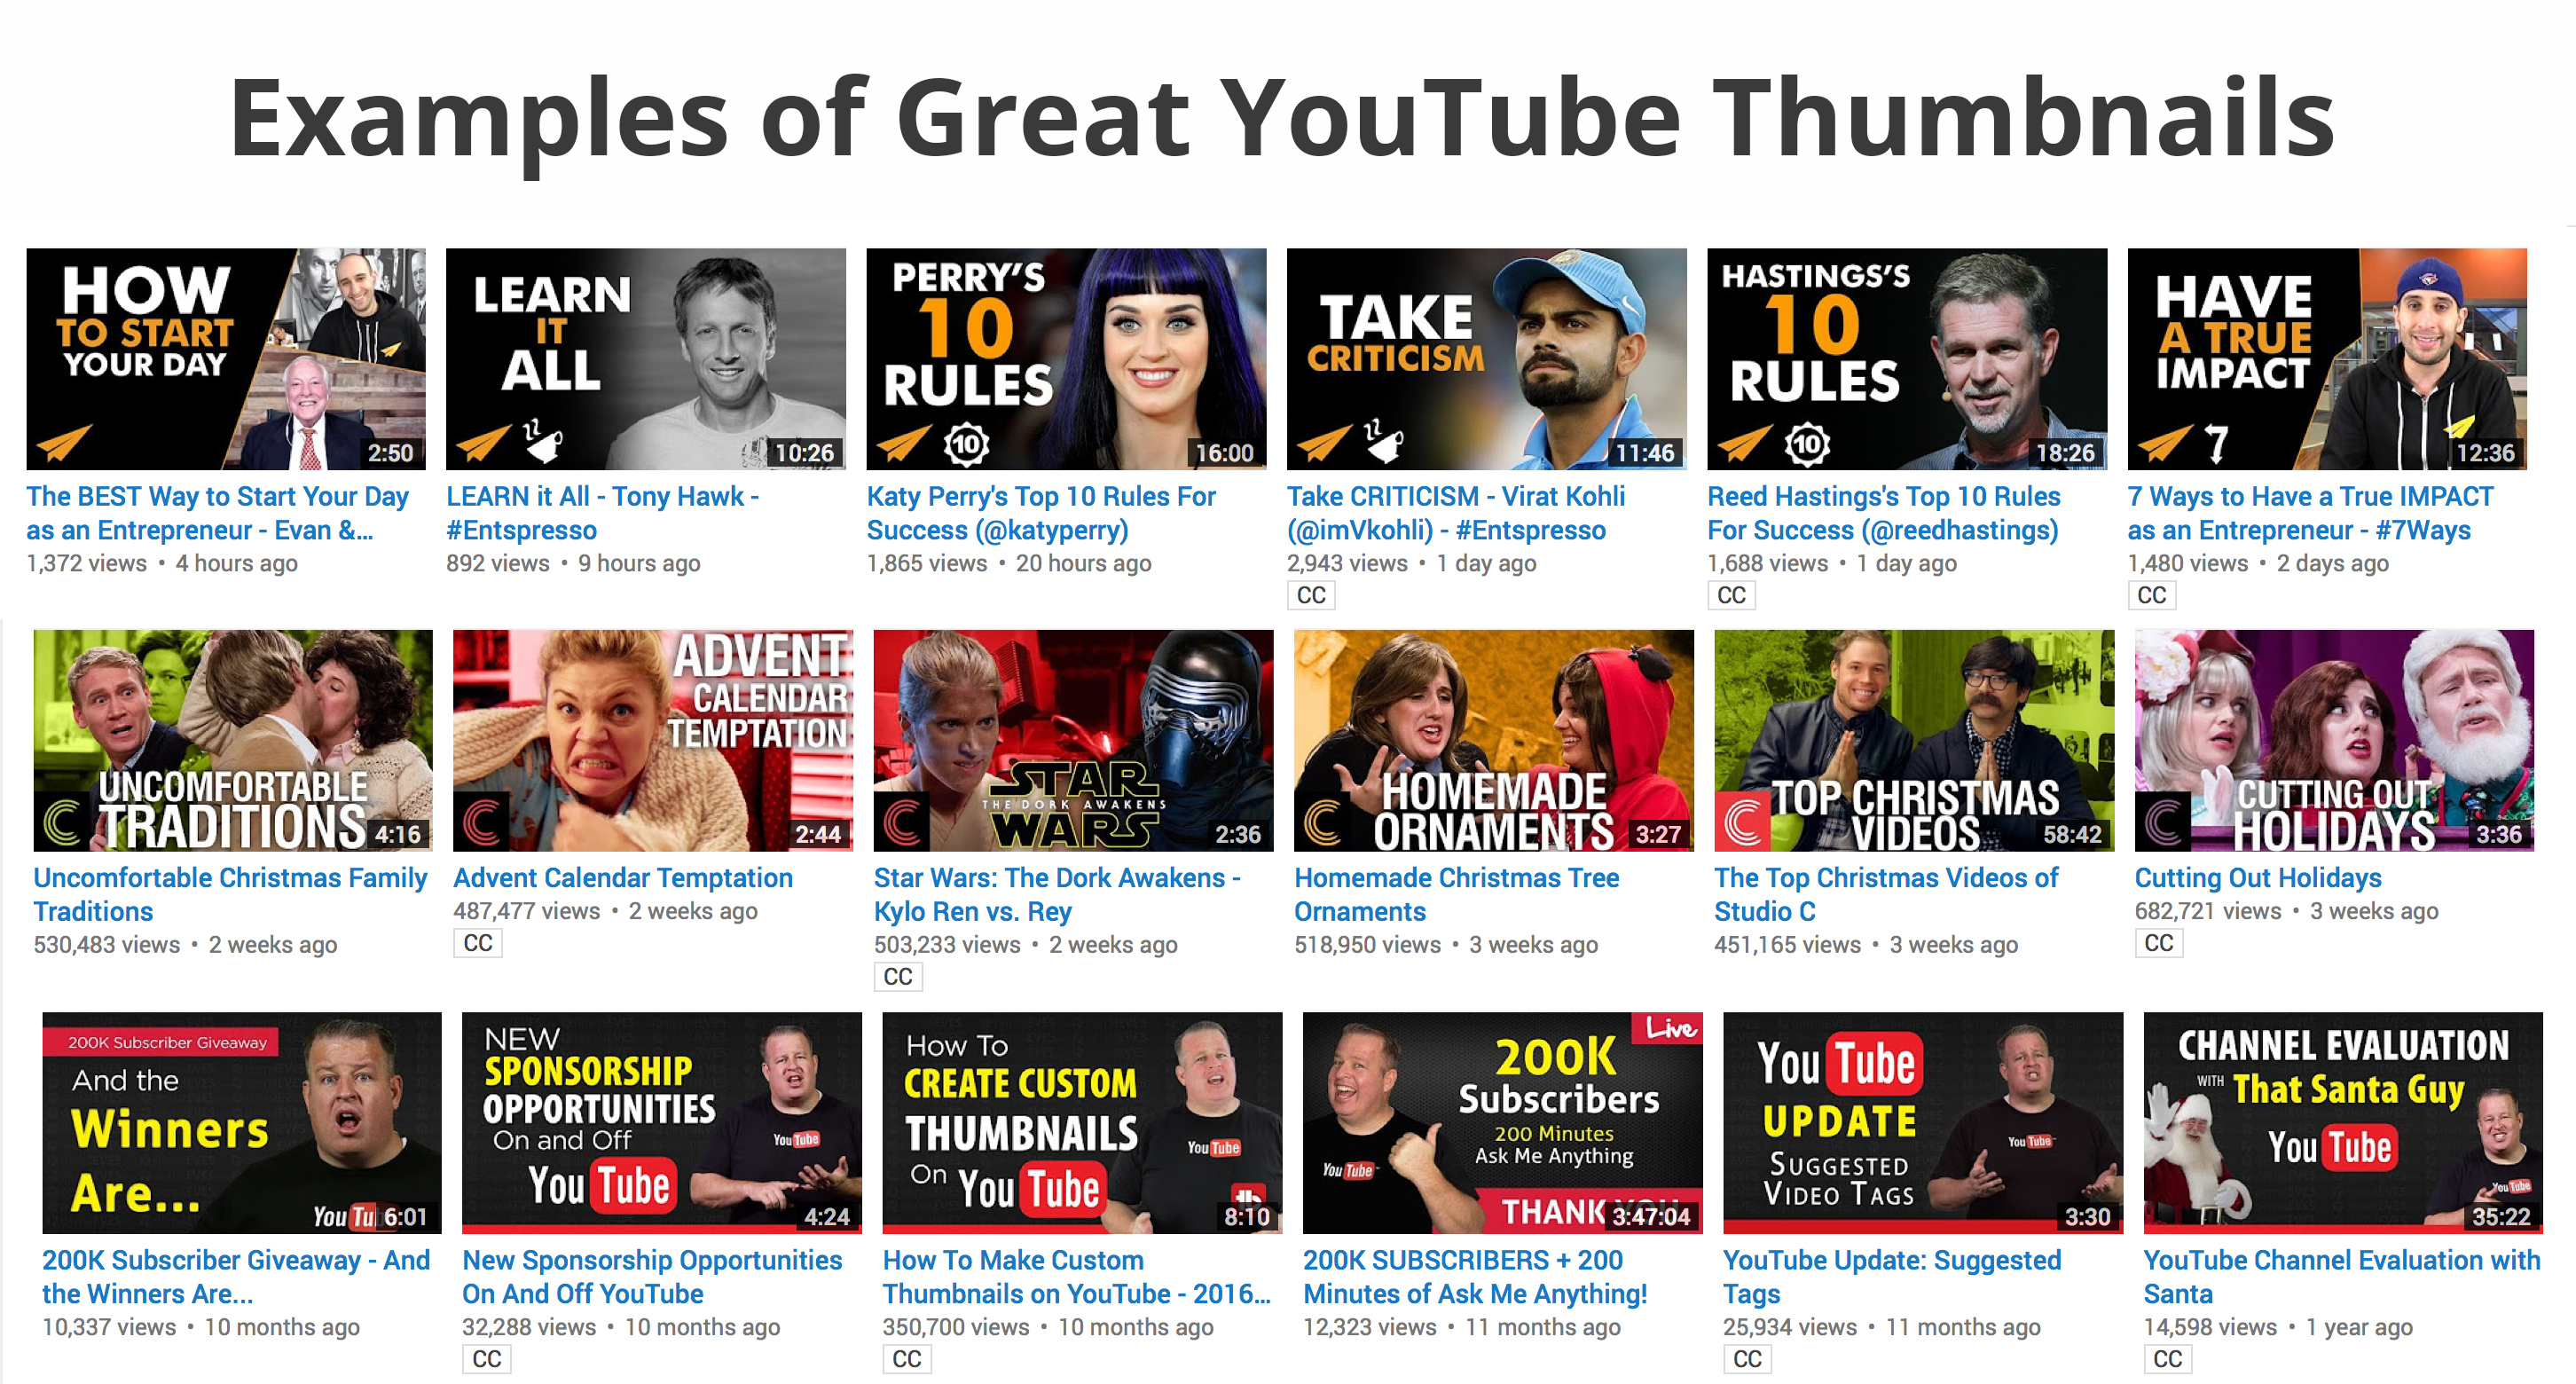 Examples of Great YouTube Thumbnails
HOW
TO START
YOUR DAY
2:50
The BEST Way to Start Your Day
as an Entrepreneur - Evan &...
1,372 views • 4 hours ago
LEARN
IT
ALL
10:26
LEARN it All - Tony Hawk -
#Entspresso
892 views • 9 hours ago
PERRY'S
10
RULES
10
16:00
Katy Perry's Top 10 Rules For
Success (@katyperry)
1,865 views • 20 hours ago
TAKE
CRITICISM
11:46
Take CRITICISM - Virat Kohli
(@imVkohli) - #Entspresso
2,943 views • 1 day ago
CC
HASTINGS'S
10
RULES
10
18:26
Reed Hastings's Top 10 Rules
For Success (@reedhastings)
1,688 views • 1 day ago
CC
HAVE
A TRUE
IMPACT
7
12:36
7 Ways to Have a True IMPACT
as an Entrepreneur - #7Ways
1,480 views • 2 days ago
CC
UNCOMFORTABLE
TRADITIONS
C
4:16
Uncomfortable Christmas Family
Traditions
530,483 views • 2 weeks ago
ADVENT
CALENDAR
TEMPTATION
C
2:44
Advent Calendar Temptation
487,477 views • 2 weeks ago
CC
STAR
THE DORK AWAKENS
WARS
C
2:36
Star Wars: The Dork Awakens -
Kylo Ren vs. Rey
503,233 views • 2 weeks ago
CC
HOMEMADE
ORNAMENTS
C
3:27
Homemade Christmas Tree
Ornaments
518,950 views • 3 weeks ago
TOP CHRISTMAS
VIDEOS
C
58:42
The Top Christmas Videos of
Studio C
451,165 views • 3 weeks ago
CUTTING OUT
HOLIDAYS
C
3:36
Cutting Out Holidays
682,721 views • 3 weeks ago
CC
200K Subscriber Giveaway
And the
Winners
Are...
You Tu
6:01
200K Subscriber Giveaway - And
the Winners Are...
10,337 views • 10 months ago
NEW
SPONSORSHIP
OPPORTUNITIES
On and Off
You Tube
You Tube
4:24
New Sponsorship Opportunities
On And Off YouTube
32,288 views • 10 months ago
CC
How To
CREATE CUSTOM
THUMBNAILS
On You Tube
You Tube
8:10
How To Make Custom
Thumbnails on YouTube - 2016...
350,700 views • 10 months ago
CC
Live
200K
Subscribers
200 Minutes
Ask Me Anything
You Tube
THANK YOU
3:47:04
200K SUBSCRIBERS + 200
Minutes of Ask Me Anything!
12,323 views • 11 months ago
You Tube
UPDATE
SUGGESTED
VIDEO TAGS
You Tube
3:30
YouTube Update: Suggested
Tags
25,934 views • 11 months ago
CC
CHANNEL EVALUATION
WITH That Santa Guy
You Tube
You Tube
35:22
YouTube Channel Evaluation with
Santa
14,598 views • 1 year ago
CC